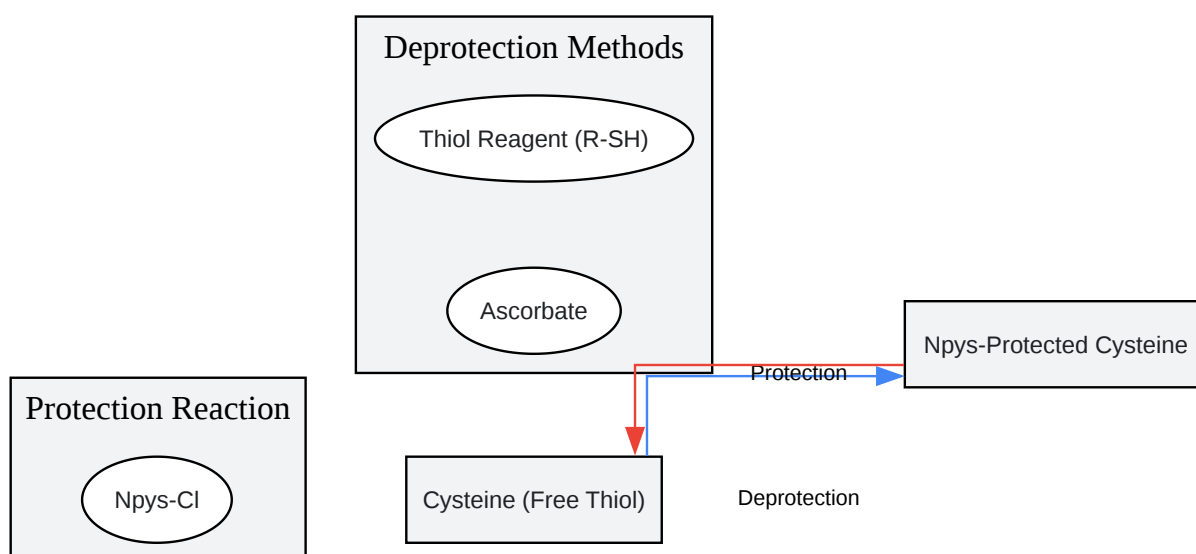 Deprotection Methods
Thiol Reagent (R-SH)
Ascorbate
Npys-Protected Cysteine
Protection
Protection Reaction
Npys-Cl
Cysteine (Free Thiol)
Deprotection